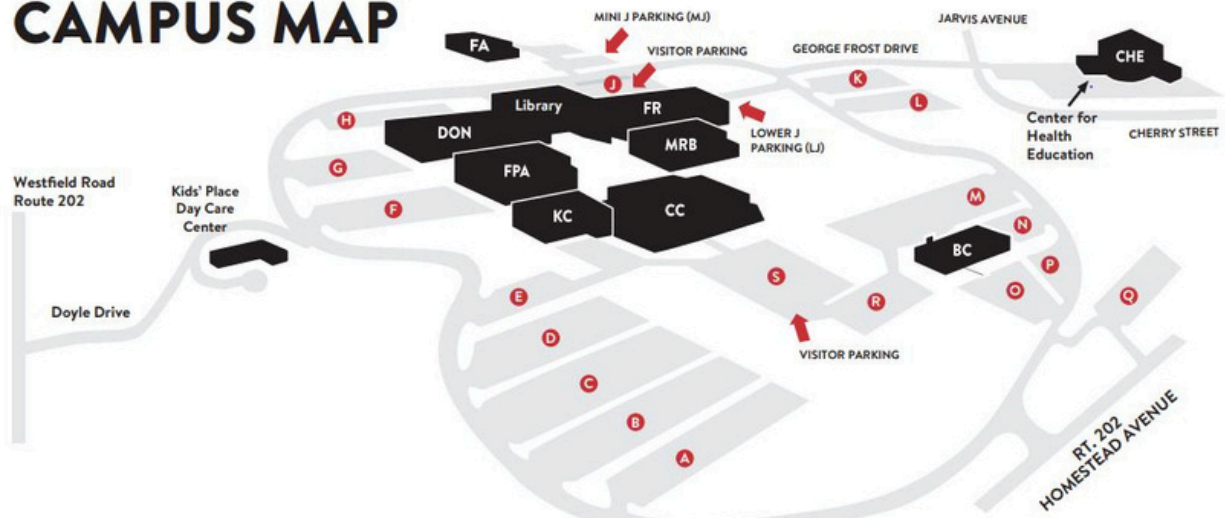 CAMPUS MAP
MINI J PARKING (MJ)
JARVIS AVENUE
FA
VISITOR PARKING
GEORGE FROST DRIVE
CHE
J
K
Library
FR
L
H
DON
LOWER J
PARKING (LJ)
Center for
Health
Education
CHERRY STREET
MRB
G
FPA
Westfield Road
Route 202
Kids' Place
Day Care
Center
F
KC
CC
M
N
BC
P
S
O
R
E
Q
Doyle Drive
D
VISITOR PARKING
C
B
A
RT. 202
HOMESTEAD AVENUE